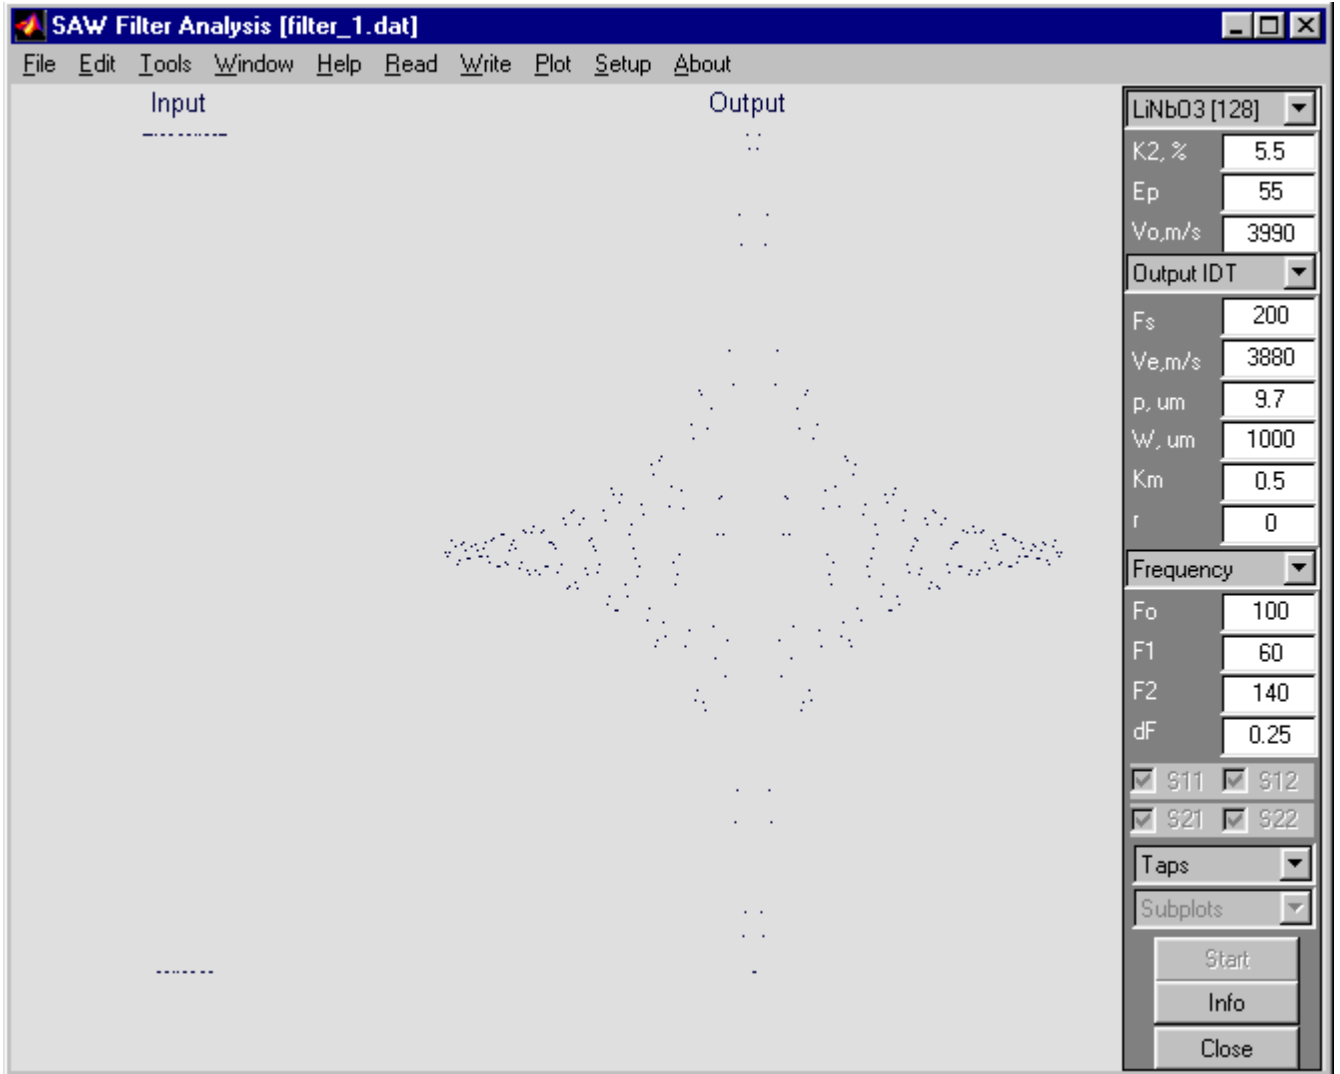 SAW Filter Analysis [filter_1.dat]
File Edit Tools Window Help Read Write Plot Setup About
Input Output
LiNbO3 [128]
K2, % 5.5
Ep 55
Vo,m/s 3990
Output IDT
Fs 200
Ve,m/s 3880
p, um 9.7
W, um 1000
Km 0.5
r 0
Frequency
Fo 100
F1 60
F2 140
dF 0.25
S11 S12
S21 S22
Taps
Subplots
Start
Info
Close